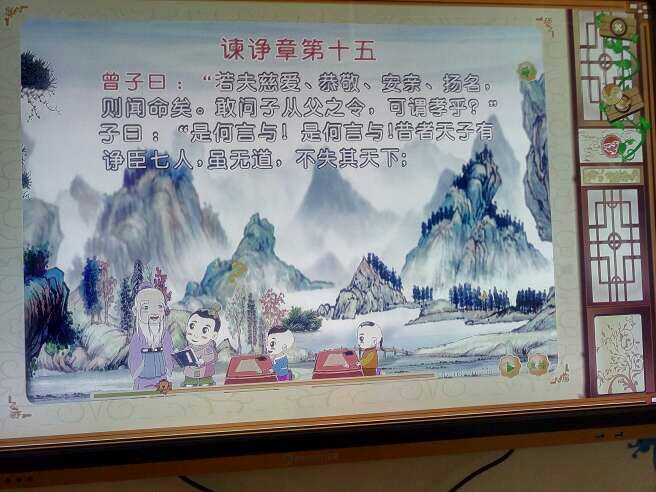 谏诤章第十五
曾子曰：“若夫慈爱、恭敬、安亲、扬名，
则闻命矣。敢问子从父之令，可谓孝乎？”
子曰：“是何言与！是何言与！昔者天子有
诤臣七人，虽无道，不失其天下；